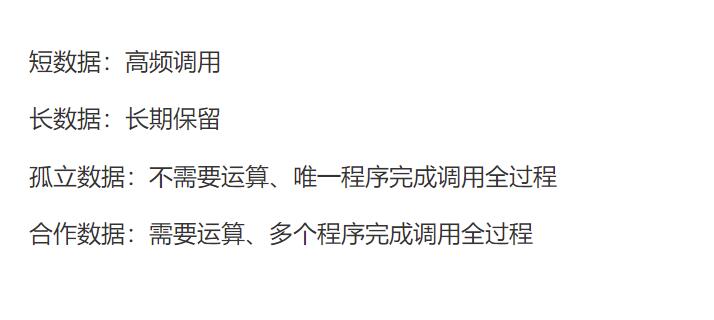 短数据：高频调用
长数据：长期保留
孤立数据：不需要运算、唯一程序完成调用全过程
合作数据：需要运算、多个程序完成调用全过程